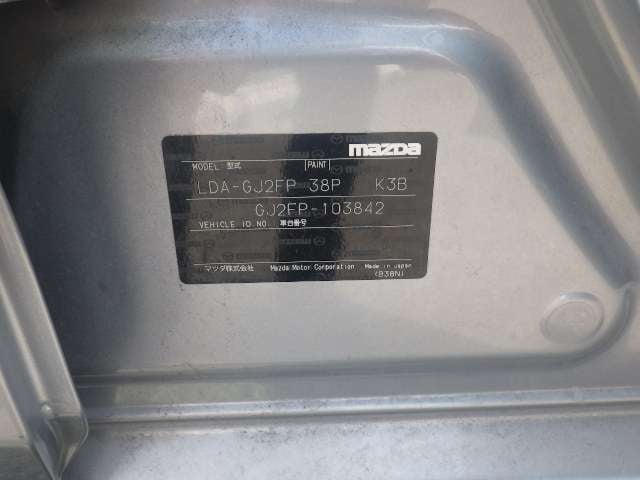 mazda
MODEL 型式 PAINT
LDA-GJ2FP 38P K3B
GJ2FP-103842
VEHICLE ID.NO. 車台番号
マツダ株式会社 Mazda Motor Corporation Made in Japan
(B38N)